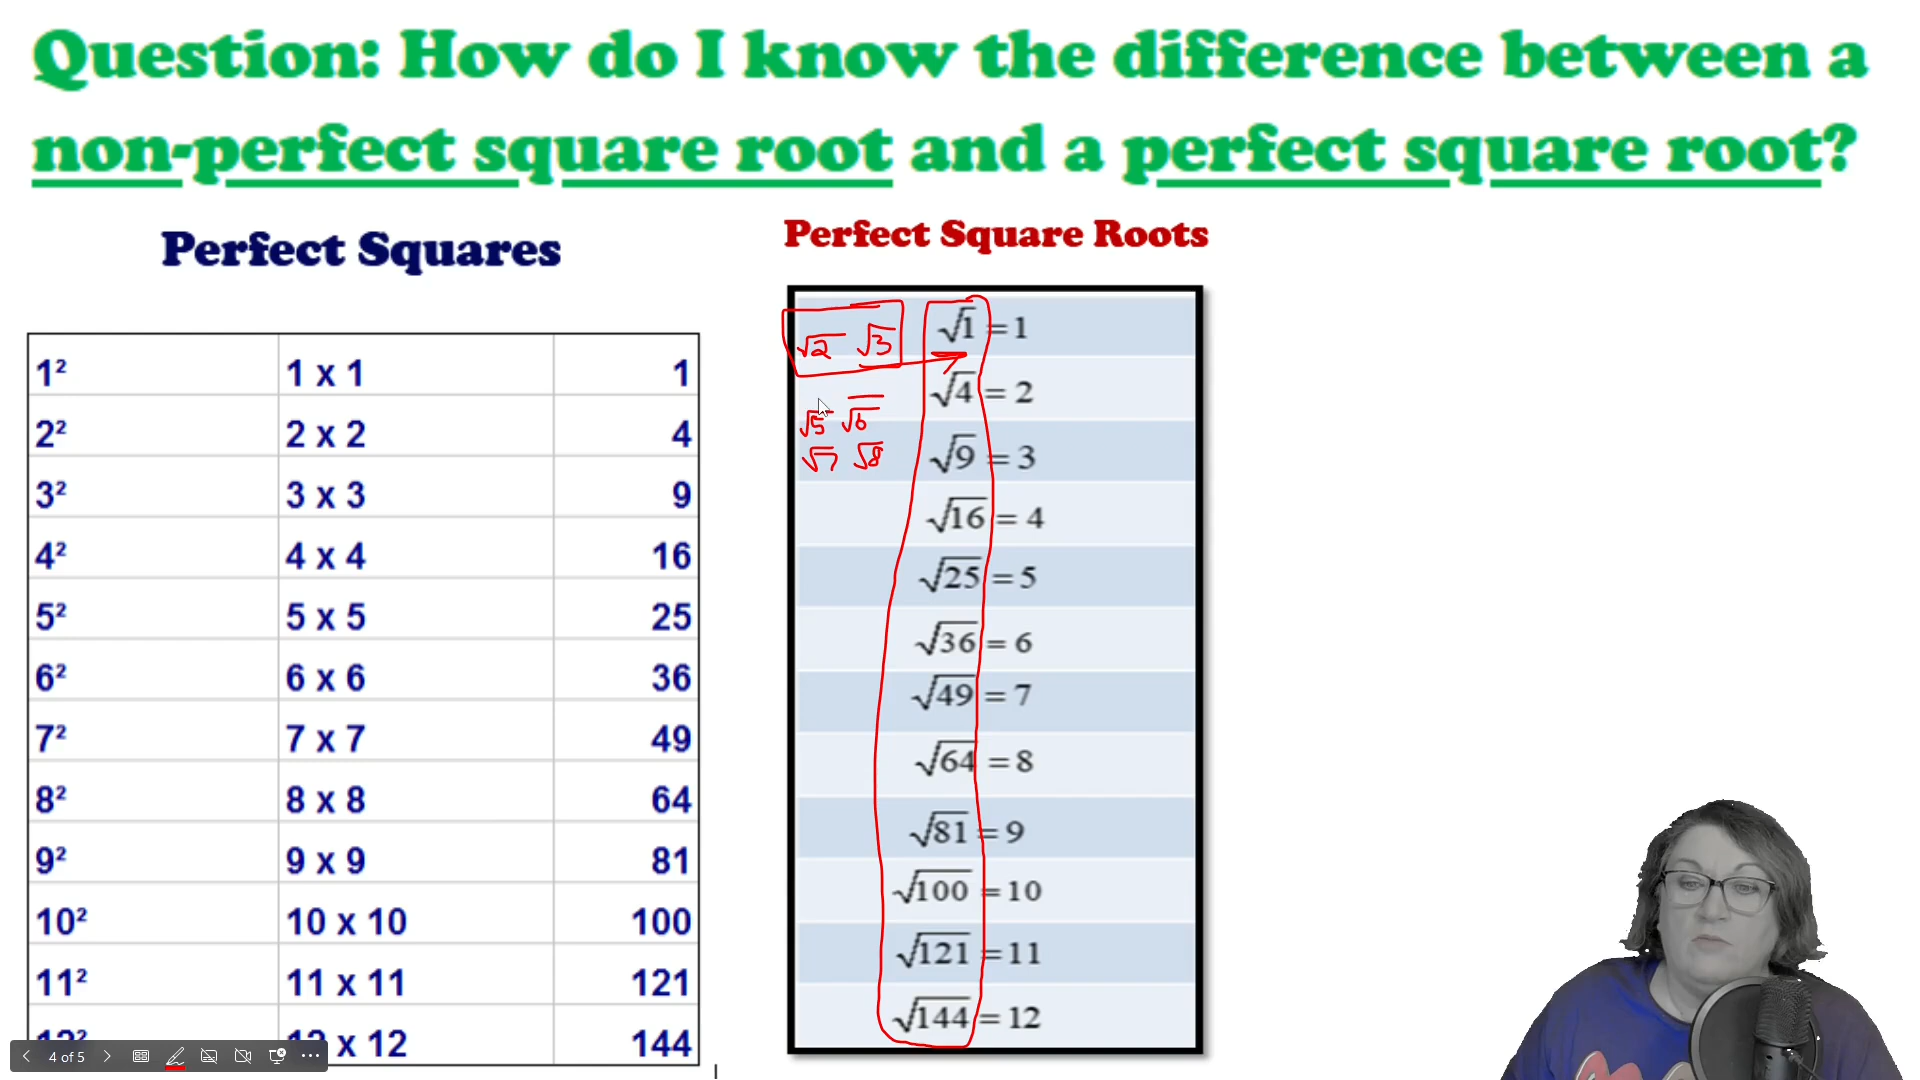 Question: How do I know the difference between a
non-perfect square root and a perfect square root?
Perfect Squares
1² 1 x 1 1
2² 2 x 2 4
3² 3 x 3 9
4² 4 x 4 16
5² 5 x 5 25
6² 6 x 6 36
7² 7 x 7 49
8² 8 x 8 64
9² 9 x 9 81
10² 10 x 10 100
11² 11 x 11 121
12² 12 x 12 144
Perfect Square Roots
√1 = 1
√2 √3
√4 = 2
√5 √6
√7 √8
√9 = 3
√16 = 4
√25 = 5
√36 = 6
√49 = 7
√64 = 8
√81 = 9
√100 = 10
√121 = 11
√144 = 12
4 of 5